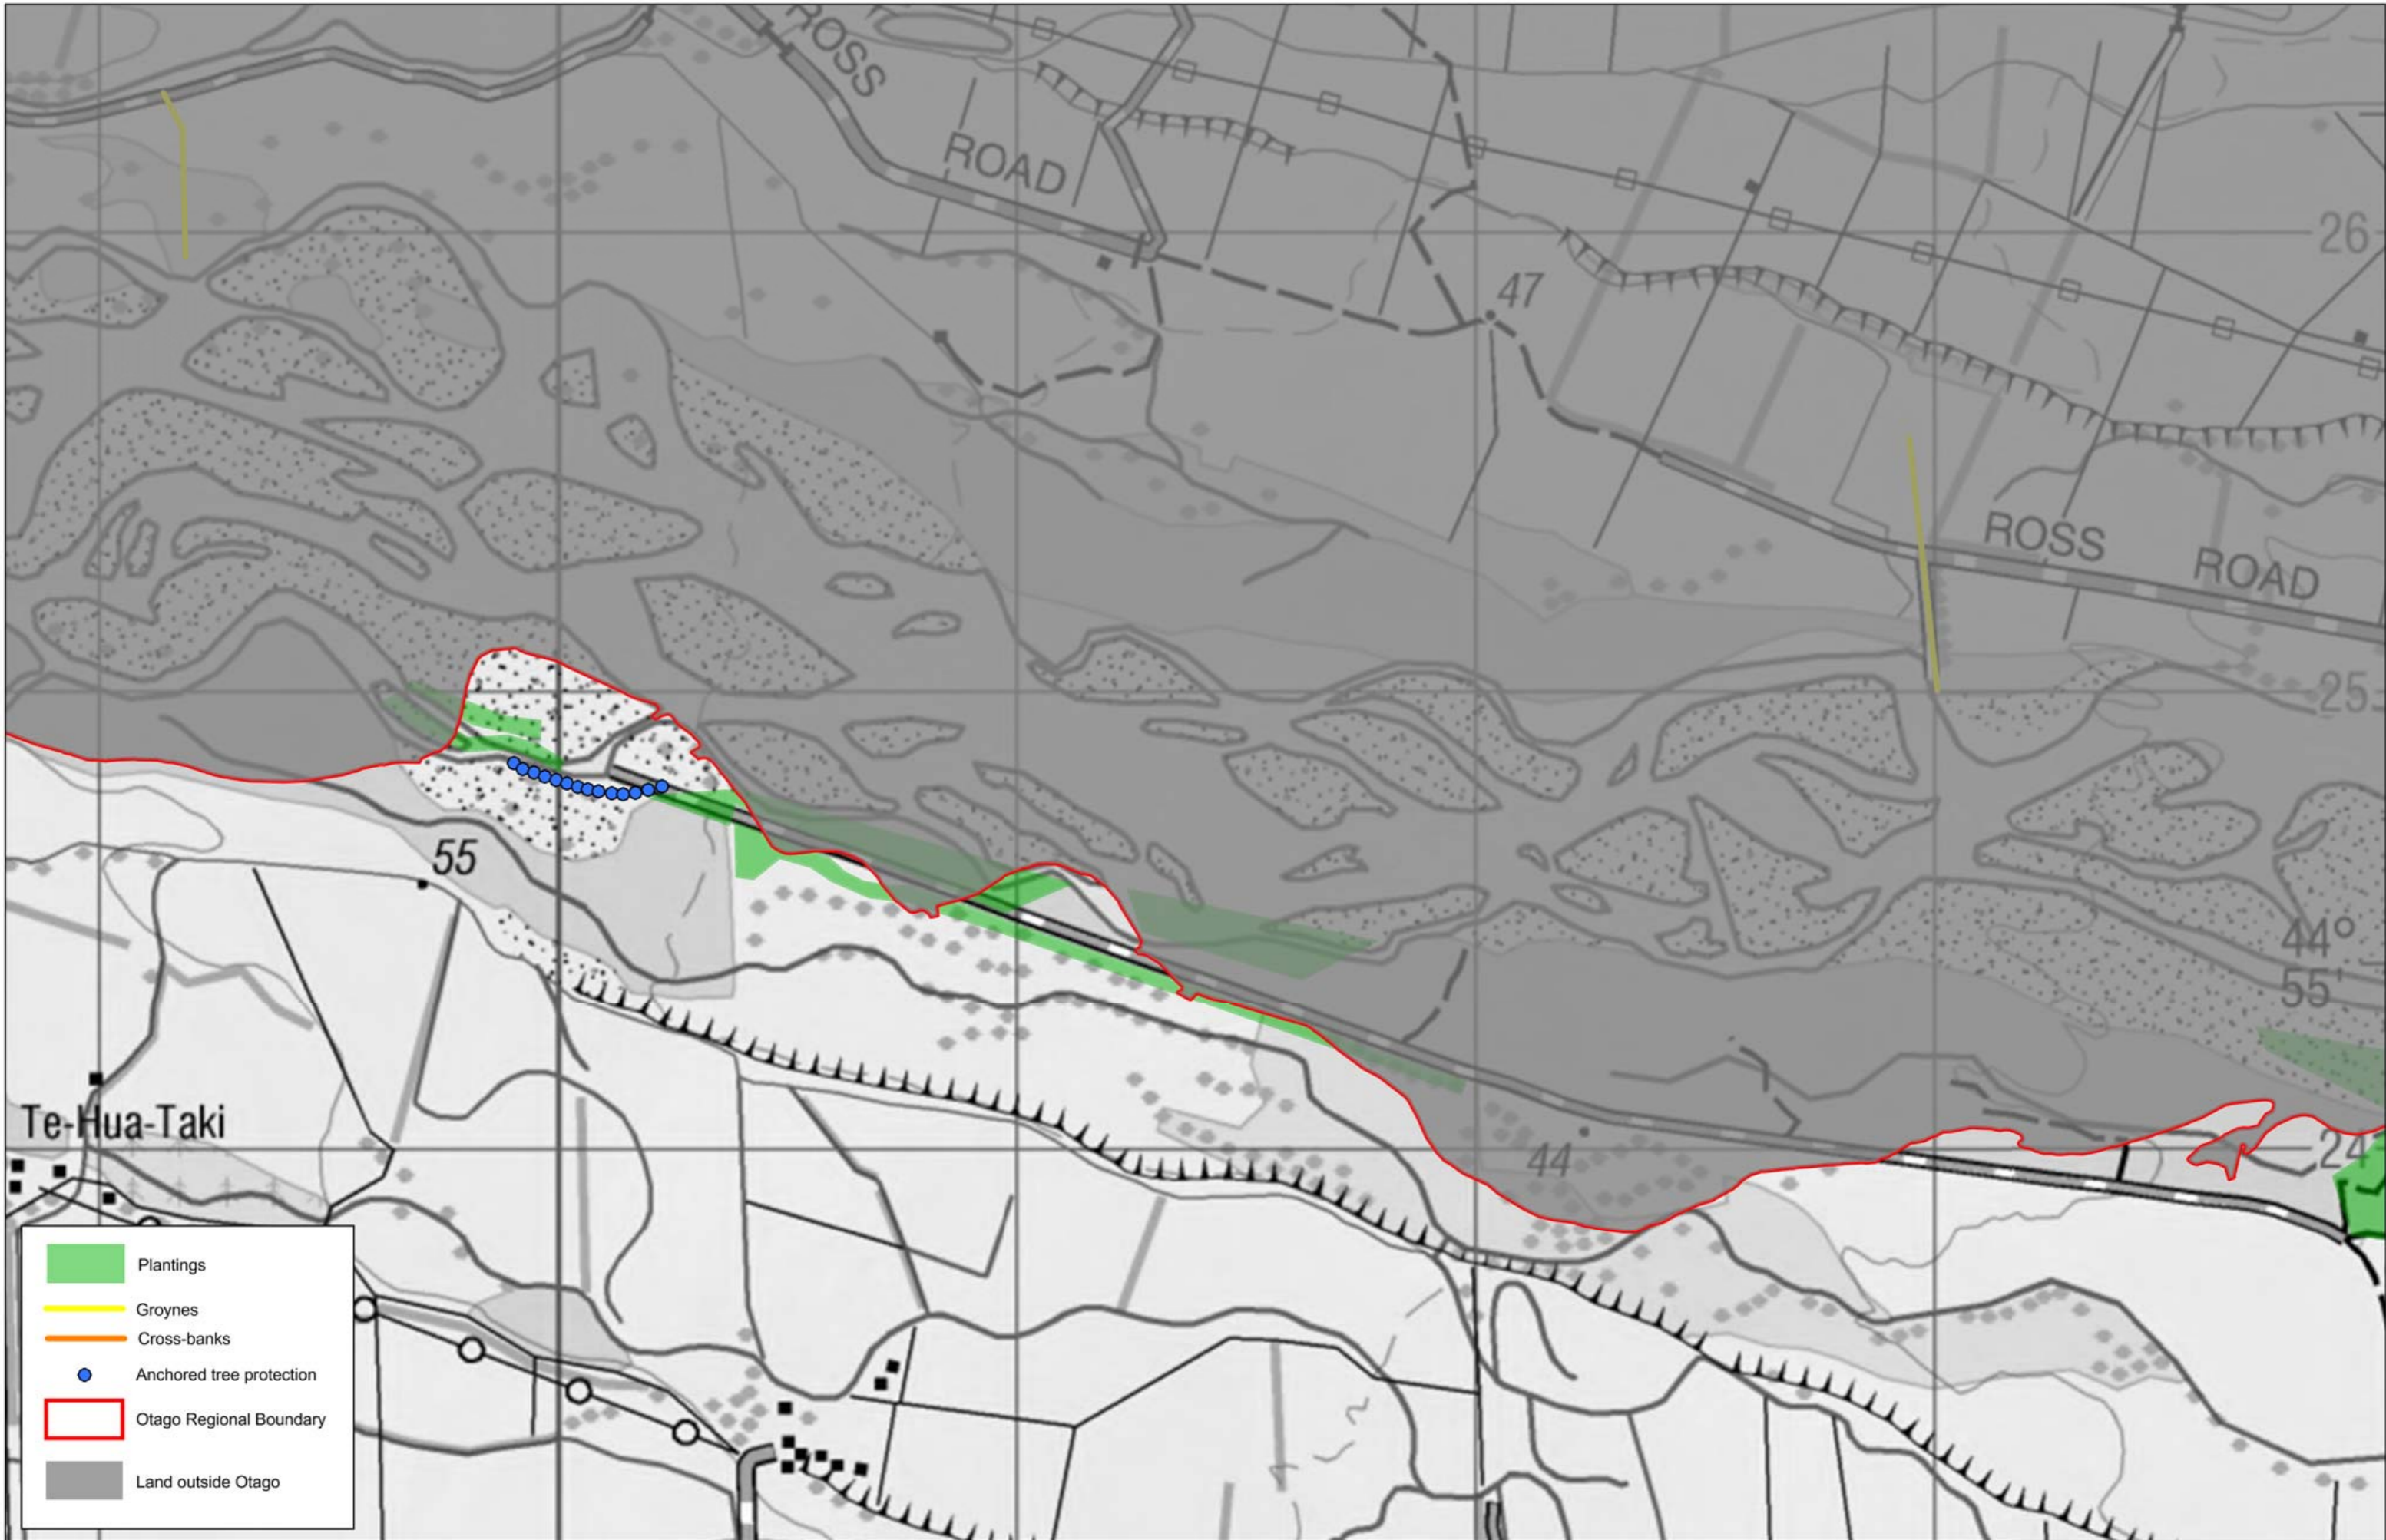 ROSS
ROAD
26
47
ROSS
ROAD
25
55
44°
55'
44
24
Te-Hua-Taki
Plantings
Groynes
Cross-banks
Anchored tree protection
Otago Regional Boundary
Land outside Otago